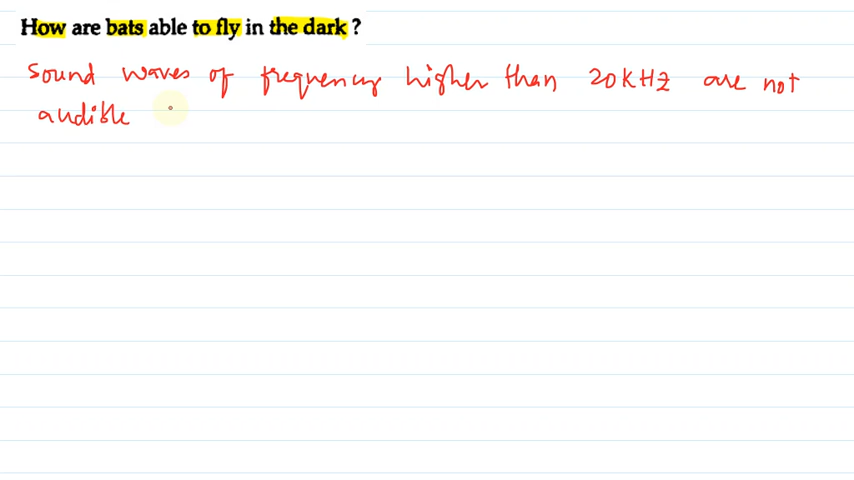 How are bats able to fly in the dark ?
Sound waves of frequency higher than 20KHZ are not
audible